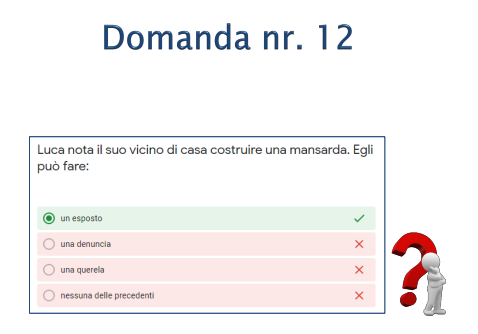 Domanda nr. 12
Luca nota il suo vicino di casa costruire una mansarda. Egli
può fare:
un esposto
una denuncia
una querela
nessuna delle precedenti